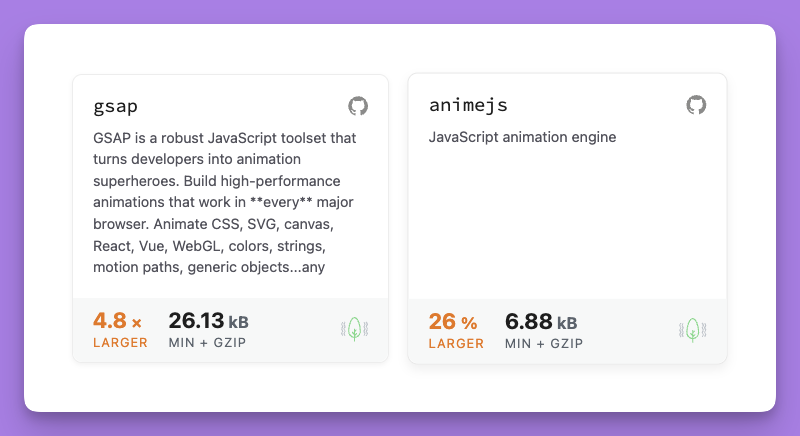 gsap
GSAP is a robust JavaScript toolset that
turns developers into animation
superheroes. Build high-performance
animations that work in **every** major
browser. Animate CSS, SVG, canvas,
React, Vue, WebGL, colors, strings,
motion paths, generic objects...any
4.8 × 26.13 kB
LARGER MIN + GZIP
animejs
JavaScript animation engine
26 % 6.88 kB
LARGER MIN + GZIP